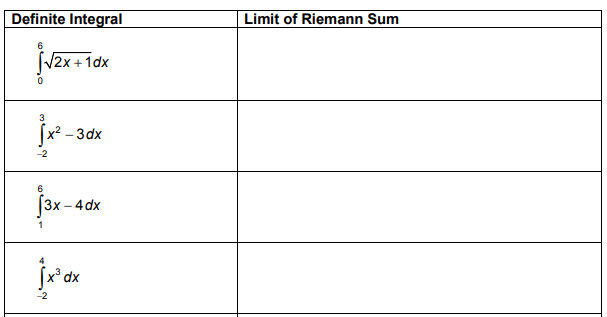 Definite Integral Limit of Riemann Sum
6
∫√2x + 1dx
0
3
∫x² – 3dx
–2
6
∫3x – 4dx
1
4
∫x³ dx
–2